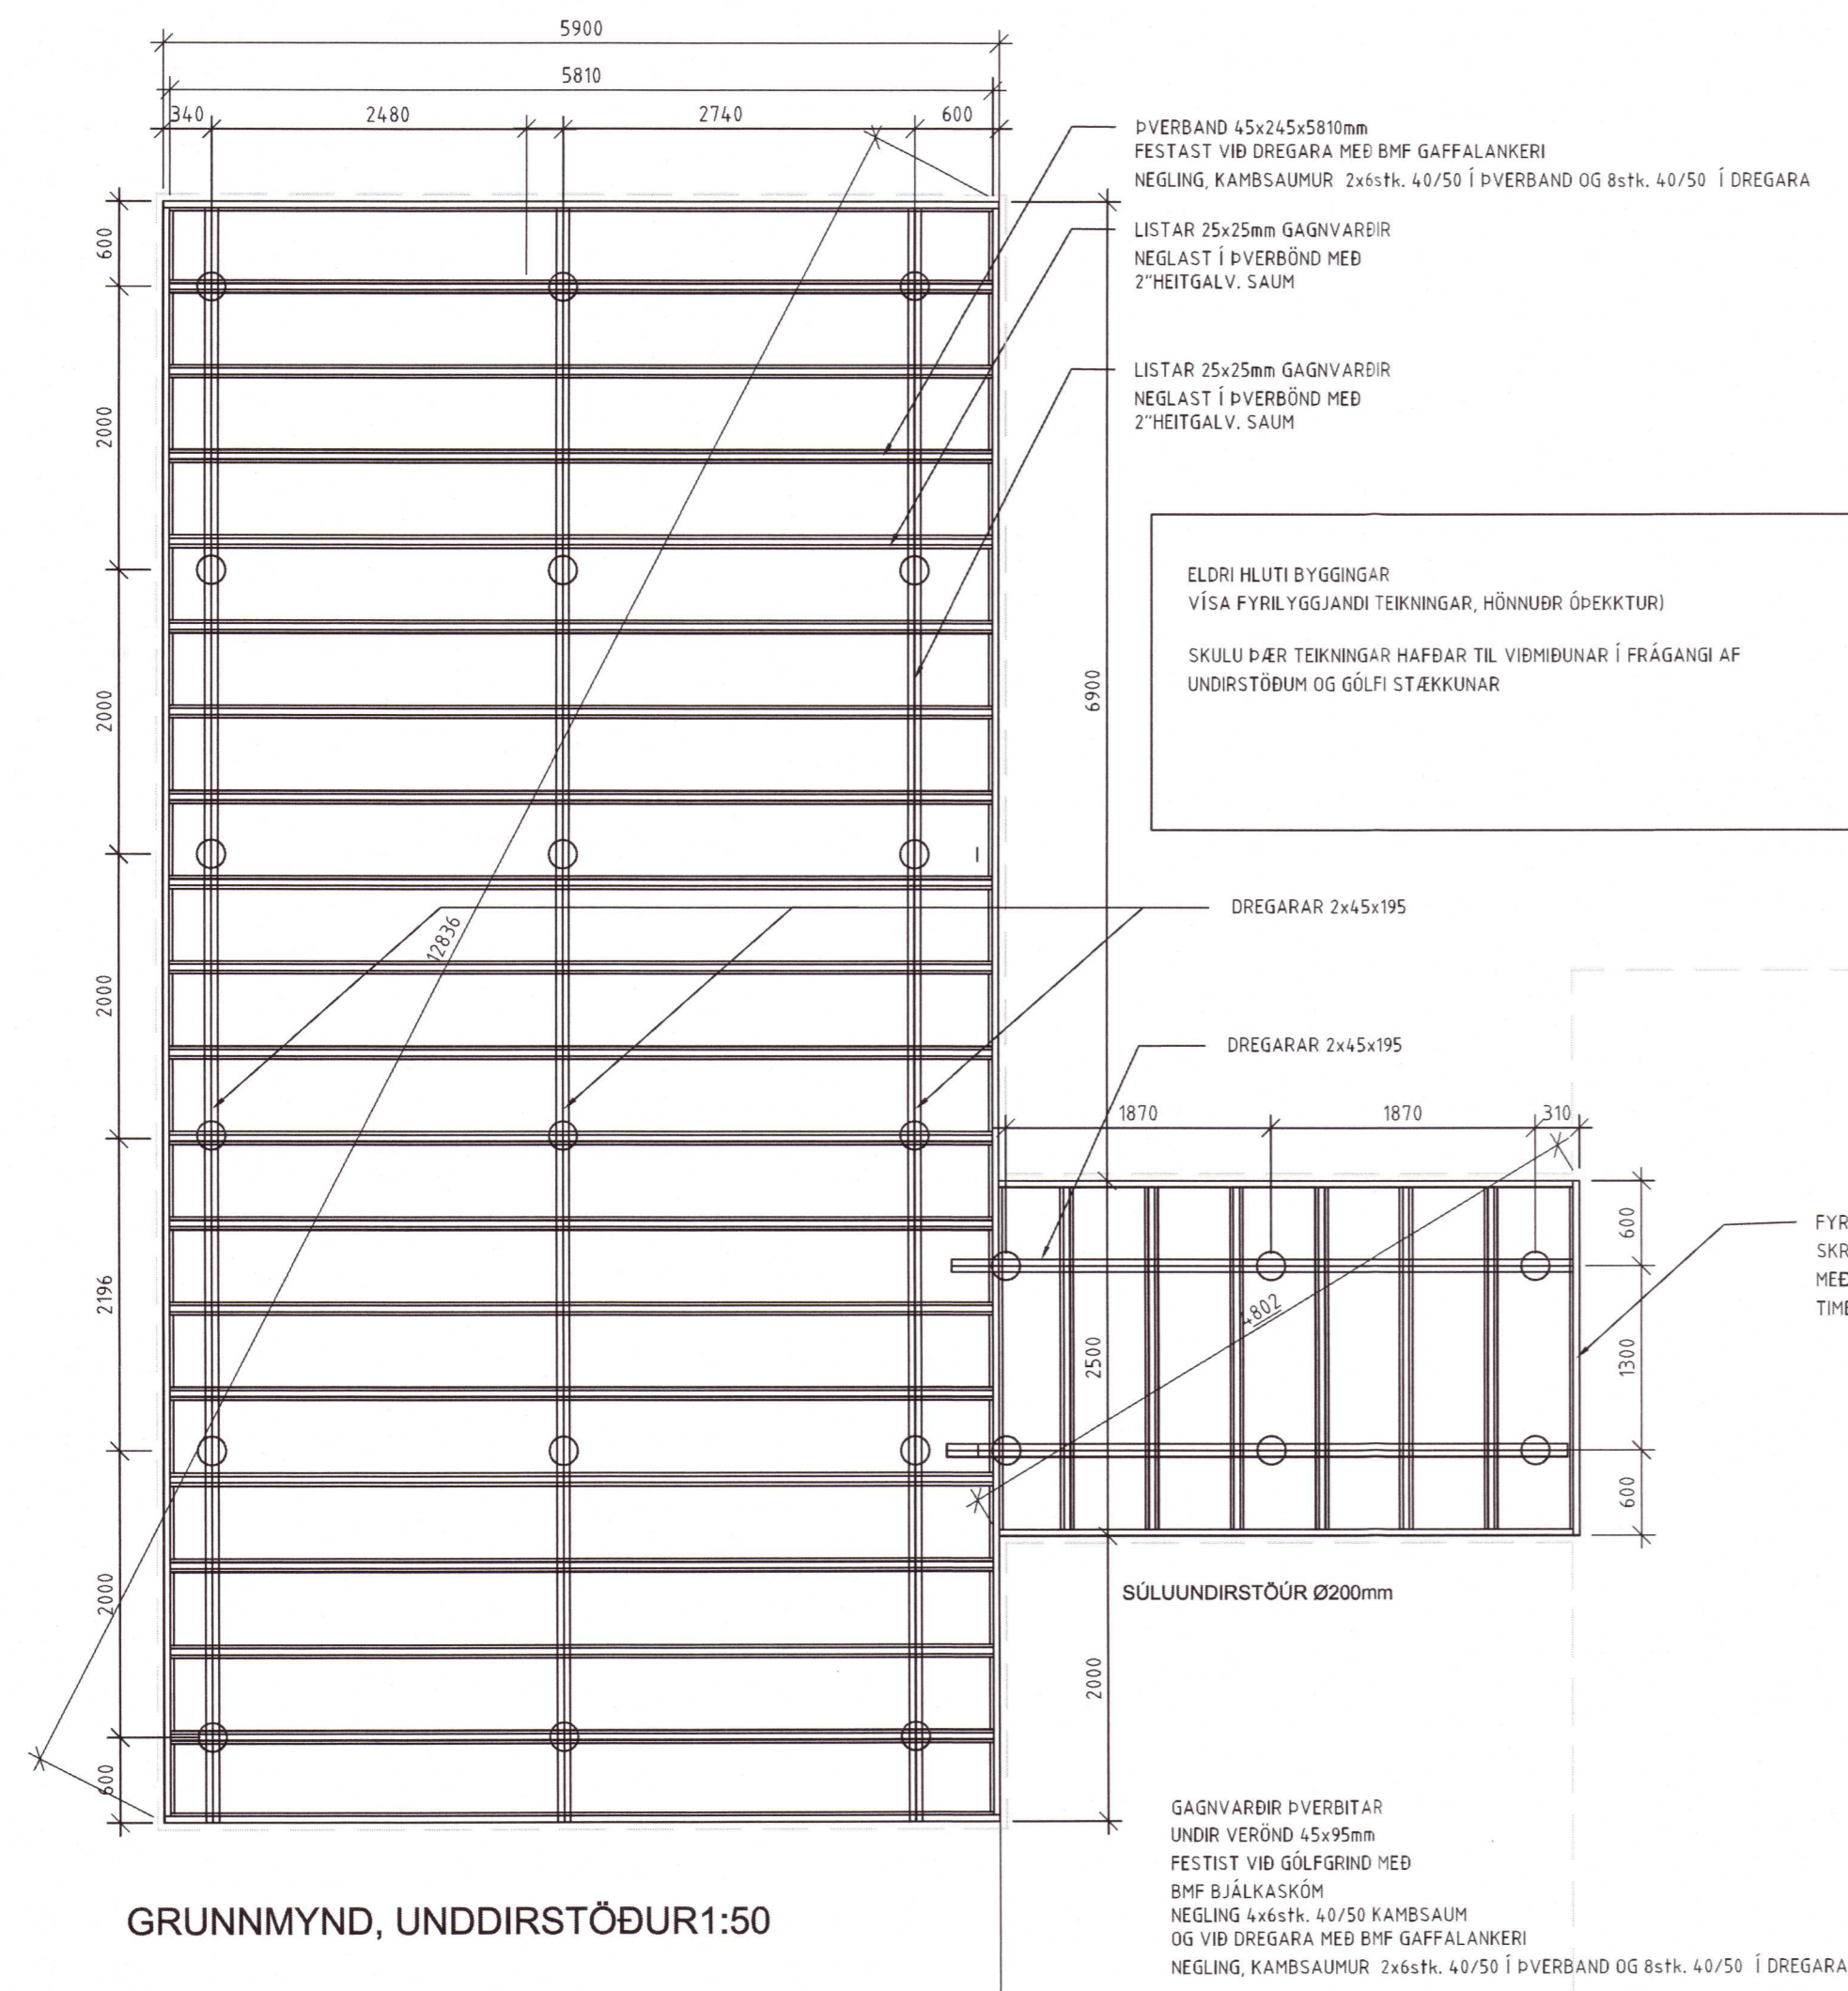 5900
5810
340 2480 2740 600
ÞVERBAND 45x245x5810mm
FESTAST VIÐ DREGARA MEÐ BMF GAFFALANKERI
NEGLING, KAMBSAUMUR 2x6stk. 40/50 Í ÞVERBAND OG 8stk. 40/50 Í DREGARA
LISTAR 25x25mm GAGNVARÐIR
NEGLAST Í ÞVERBÖND MEÐ
2"HEITGALV. SAUM
LISTAR 25x25mm GAGNVARÐIR
NEGLAST Í ÞVERBÖND MEÐ
2"HEITGALV. SAUM
ELDRI HLUTI BYGGINGAR
VÍSA FYRILYGGJANDI TEIKNINGAR, HÖNNUÐR ÓÞEKKTUR)
SKULU ÞÆR TEIKNINGAR HAFÐAR TIL VIÐMIÐUNAR Í FRÁGANGI AF
UNDIRSTÖÐUM OG GÓLFI STÆKKUNAR
600
2000
2000
2000
2196
2000
600
12836
6900
2500
2000
DREGARAR 2x45x195
DREGARAR 2x45x195
1870 1870 310
600
1300
600
4802
FYR
SKR
MEÐ
SÚLUUNDIRSTÖÚR Ø200mm
GAGNVARÐIR ÞVERBITAR
UNDIR VERÖND 45x95mm
FESTIST VIÐ GÓLFGRIND MEÐ
BMF BJÁLKASKÓM
NEGLING 4x6stk. 40/50 KAMBSAUM
OG VIÐ DREGARA MEÐ BMF GAFFALANKERI
NEGLING, KAMBSAUMUR 2x6stk. 40/50 Í ÞVERBAND OG 8stk. 40/50 Í DREGARA
GRUNNMYND, UNDDIRSTÖÐUR1:50